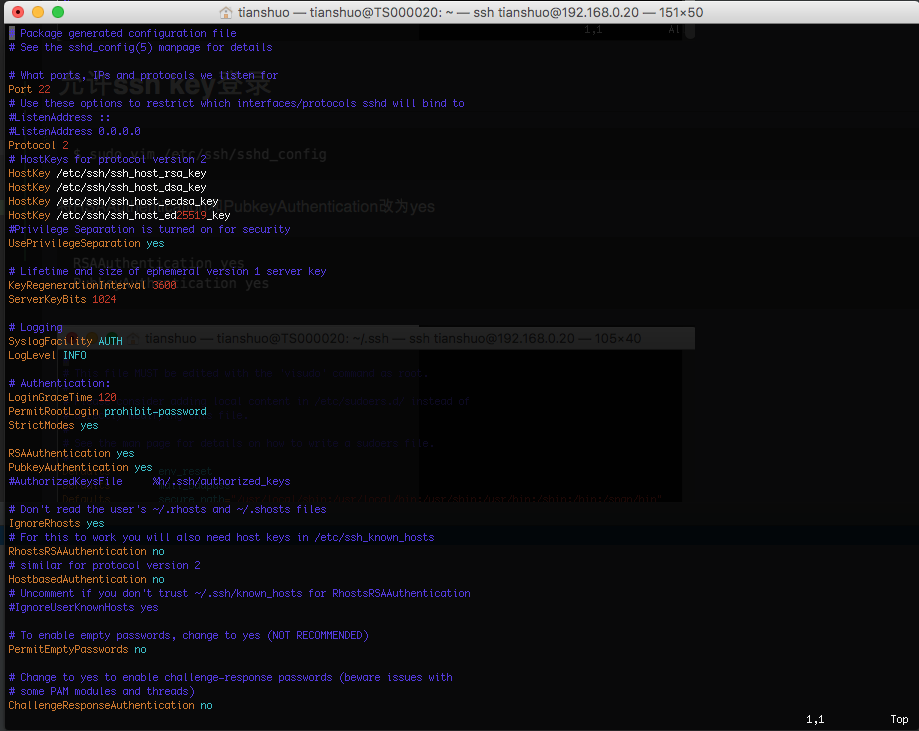 tianshuo — tianshuo@TS000020: ~ — ssh tianshuo@192.168.0.20 — 151×50
# Package generated configuration file
# See the sshd_config(5) manpage for details
# What ports, IPs and protocols we listen for
允许ssh key登录
Port 22
# Use these options to restrict which interfaces/protocols sshd will bind to
#ListenAddress ::
#ListenAddress 0.0.0.0
Protocol 2
$ sudo vim /etc/ssh/sshd_config
# HostKeys for protocol version 2
HostKey /etc/ssh/ssh_host_rsa_key
HostKey /etc/ssh/ssh_host_dsa_key
HostKey /etc/ssh/ssh_host_ecdsa_key
PubkeyAuthentication改为yes
HostKey /etc/ssh/ssh_host_ed25519_key
#Privilege Separation is turned on for security
UsePrivilegeSeparation yes
RSAAuthentication yes
# Lifetime and size of ephemeral version 1 server key
KeyRegenerationInterval 3600
PubkeyAuthentication yes
ServerKeyBits 1024
# Logging
SyslogFacility AUTH
tianshuo — tianshuo@TS000020: ~/.ssh — ssh tianshuo@192.168.0.20 — 105×40
LogLevel INFO
# Authentication:
LoginGraceTime 120
PermitRootLogin prohibit-password
StrictModes yes
RSAAuthentication yes
PubkeyAuthentication yes
env_reset
#AuthorizedKeysFile %h/.ssh/authorized_keys
# Don't read the user's ~/.rhosts and ~/.shosts files
IgnoreRhosts yes
# For this to work you will also need host keys in /etc/ssh_known_hosts
RhostsRSAAuthentication no
# similar for protocol version 2
HostbasedAuthentication no
# Uncomment if you don't trust ~/.ssh/known_hosts for RhostsRSAAuthentication
#IgnoreUserKnownHosts yes
# To enable empty passwords, change to yes (NOT RECOMMENDED)
PermitEmptyPasswords no
# Change to yes to enable challenge-response passwords (beware issues with
# some PAM modules and threads)
ChallengeResponseAuthentication no
1,1 Top